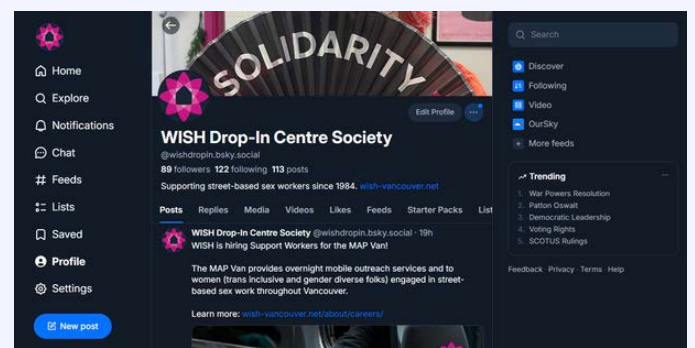 Home
Explore
Notifications
Chat
Feeds
Lists
Saved
Profile
Settings
New post
SOLIDARITY
Edit Profile
WISH Drop-In Centre Society
@wishdropin.bsky.social
89 followers 122 following 113 posts
Supporting street-based sex workers since 1984. wish-vancouver.net
Posts Replies Media Videos Likes Feeds Starter Packs List
WISH Drop-In Centre Society @wishdropin.bsky.social · 19h
WISH is hiring Support Workers for the MAP Van!
The MAP Van provides overnight mobile outreach services and to
women (trans inclusive and gender diverse folks) engaged in street-
based sex work throughout Vancouver.
Learn more: wish-vancouver.net/about/careers/
Search
Discover
Following
Video
OurSky
More feeds
Trending
1. War Powers Resolution
2. Patton Oswalt
3. Democratic Leadership
4. Voting Rights
5. SCOTUS Rulings
Feedback · Privacy · Terms · Help